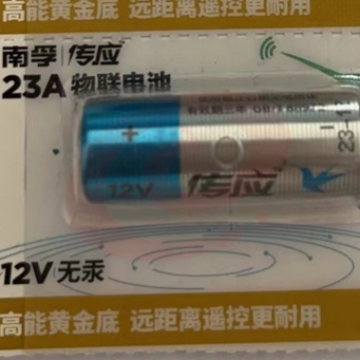 高能黄金底 远距离遥控更耐用
南孚 传应
23A 物联电池
+
12V 传应
-12V 无汞
高能黄金底 远距离遥控更耐用